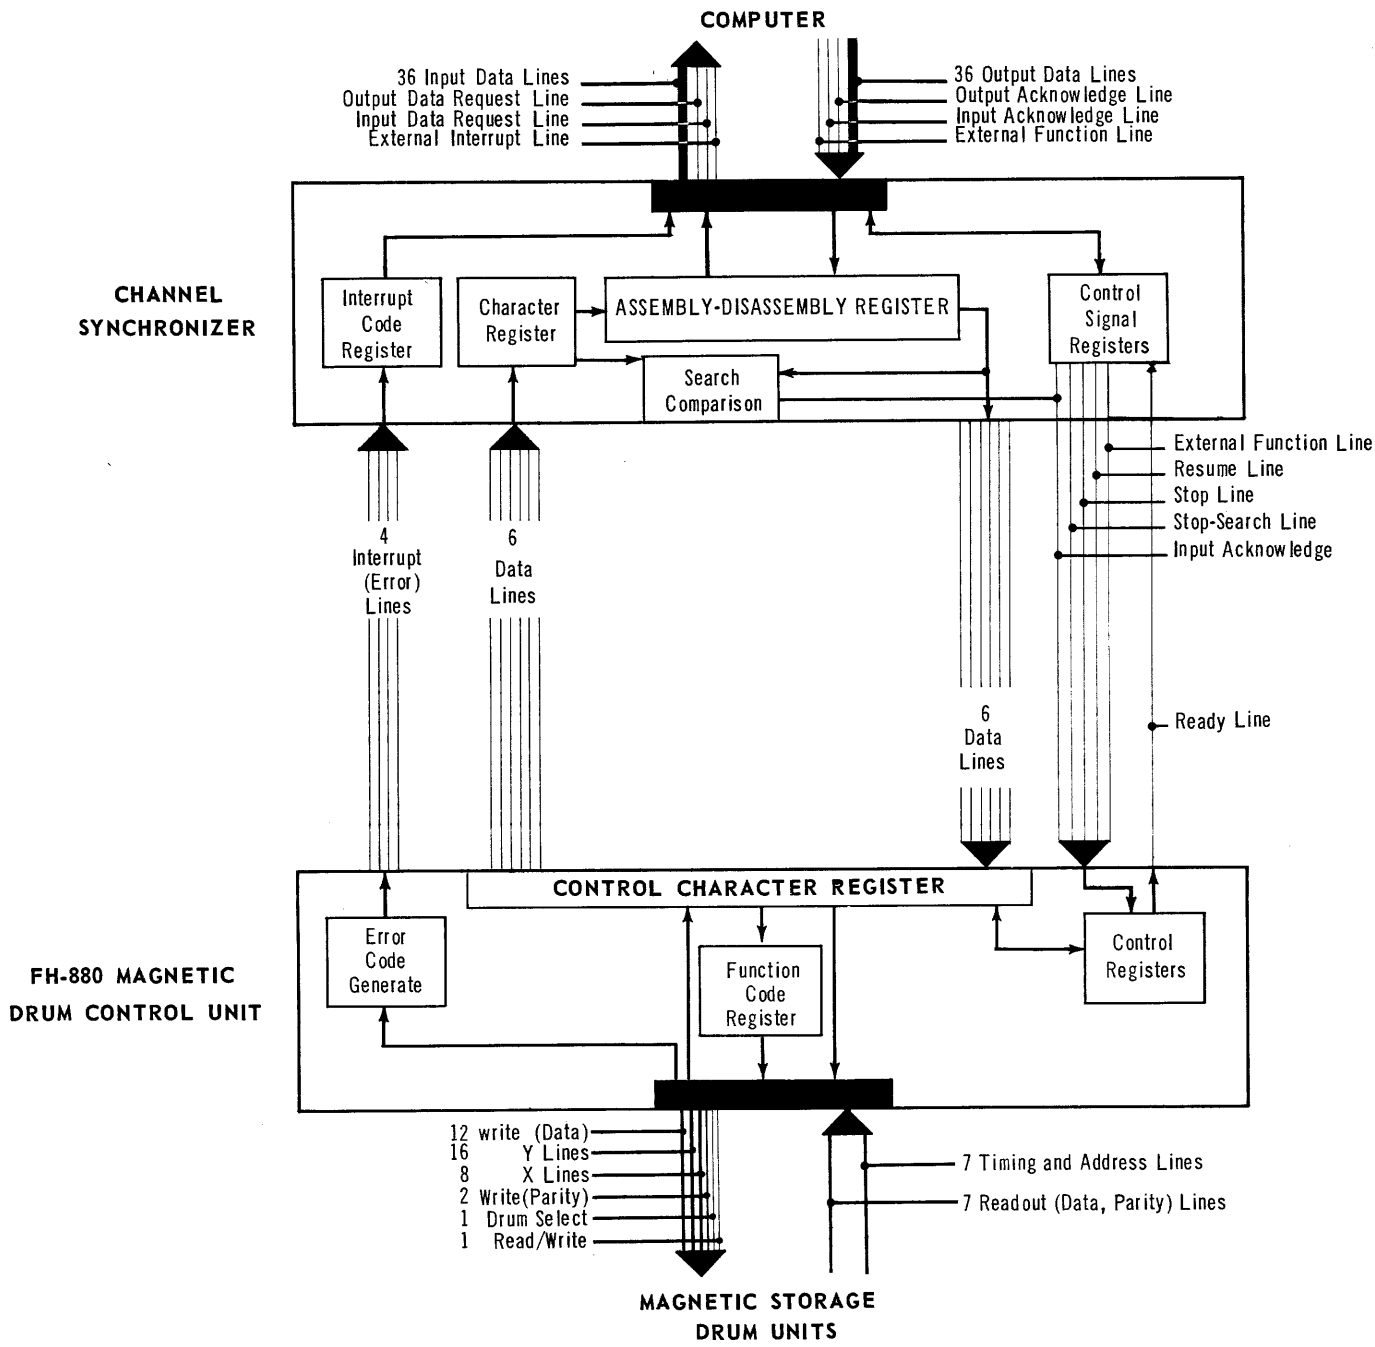 COMPUTER
36 Input Data Lines
Output Data Request Line
Input Data Request Line
External Interrupt Line
36 Output Data Lines
Output Acknowledge Line
Input Acknowledge Line
External Function Line
CHANNEL
SYNCHRONIZER
Interrupt
Code
Register
Character
Register
ASSEMBLY-DISASSEMBLY REGISTER
Search
Comparison
Control
Signal
Registers
External Function Line
Resume Line
Stop Line
Stop-Search Line
Input Acknowledge
4
Interrupt
(Error)
Lines
6
Data
Lines
6
Data
Lines
Ready Line
FH-880 MAGNETIC
DRUM CONTROL UNIT
CONTROL CHARACTER REGISTER
Error
Code
Generate
Function
Code
Register
Control
Registers
12 write (Data)
16 Y Lines
8 X Lines
2 Write(Parity)
1 Drum Select
1 Read/Write
7 Timing and Address Lines
7 Readout (Data, Parity) Lines
MAGNETIC STORAGE
DRUM UNITS